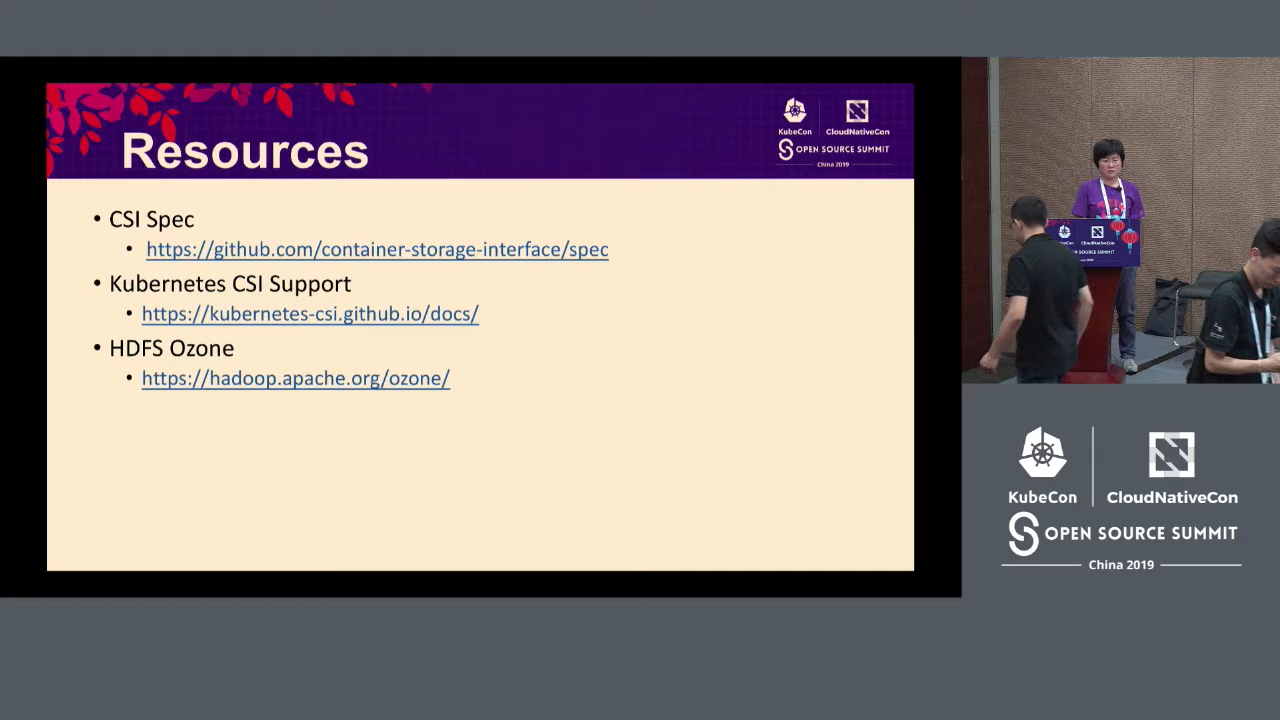 Resources
KubeCon
CloudNativeCon
OPEN SOURCE SUMMIT
China 2019
• CSI Spec
• https://github.com/container-storage-interface/spec
• Kubernetes CSI Support
• https://kubernetes-csi.github.io/docs/
• HDFS Ozone
• https://hadoop.apache.org/ozone/
KubeCon
CloudNativeCon
OPEN SOURCE SUMMIT
China 2019